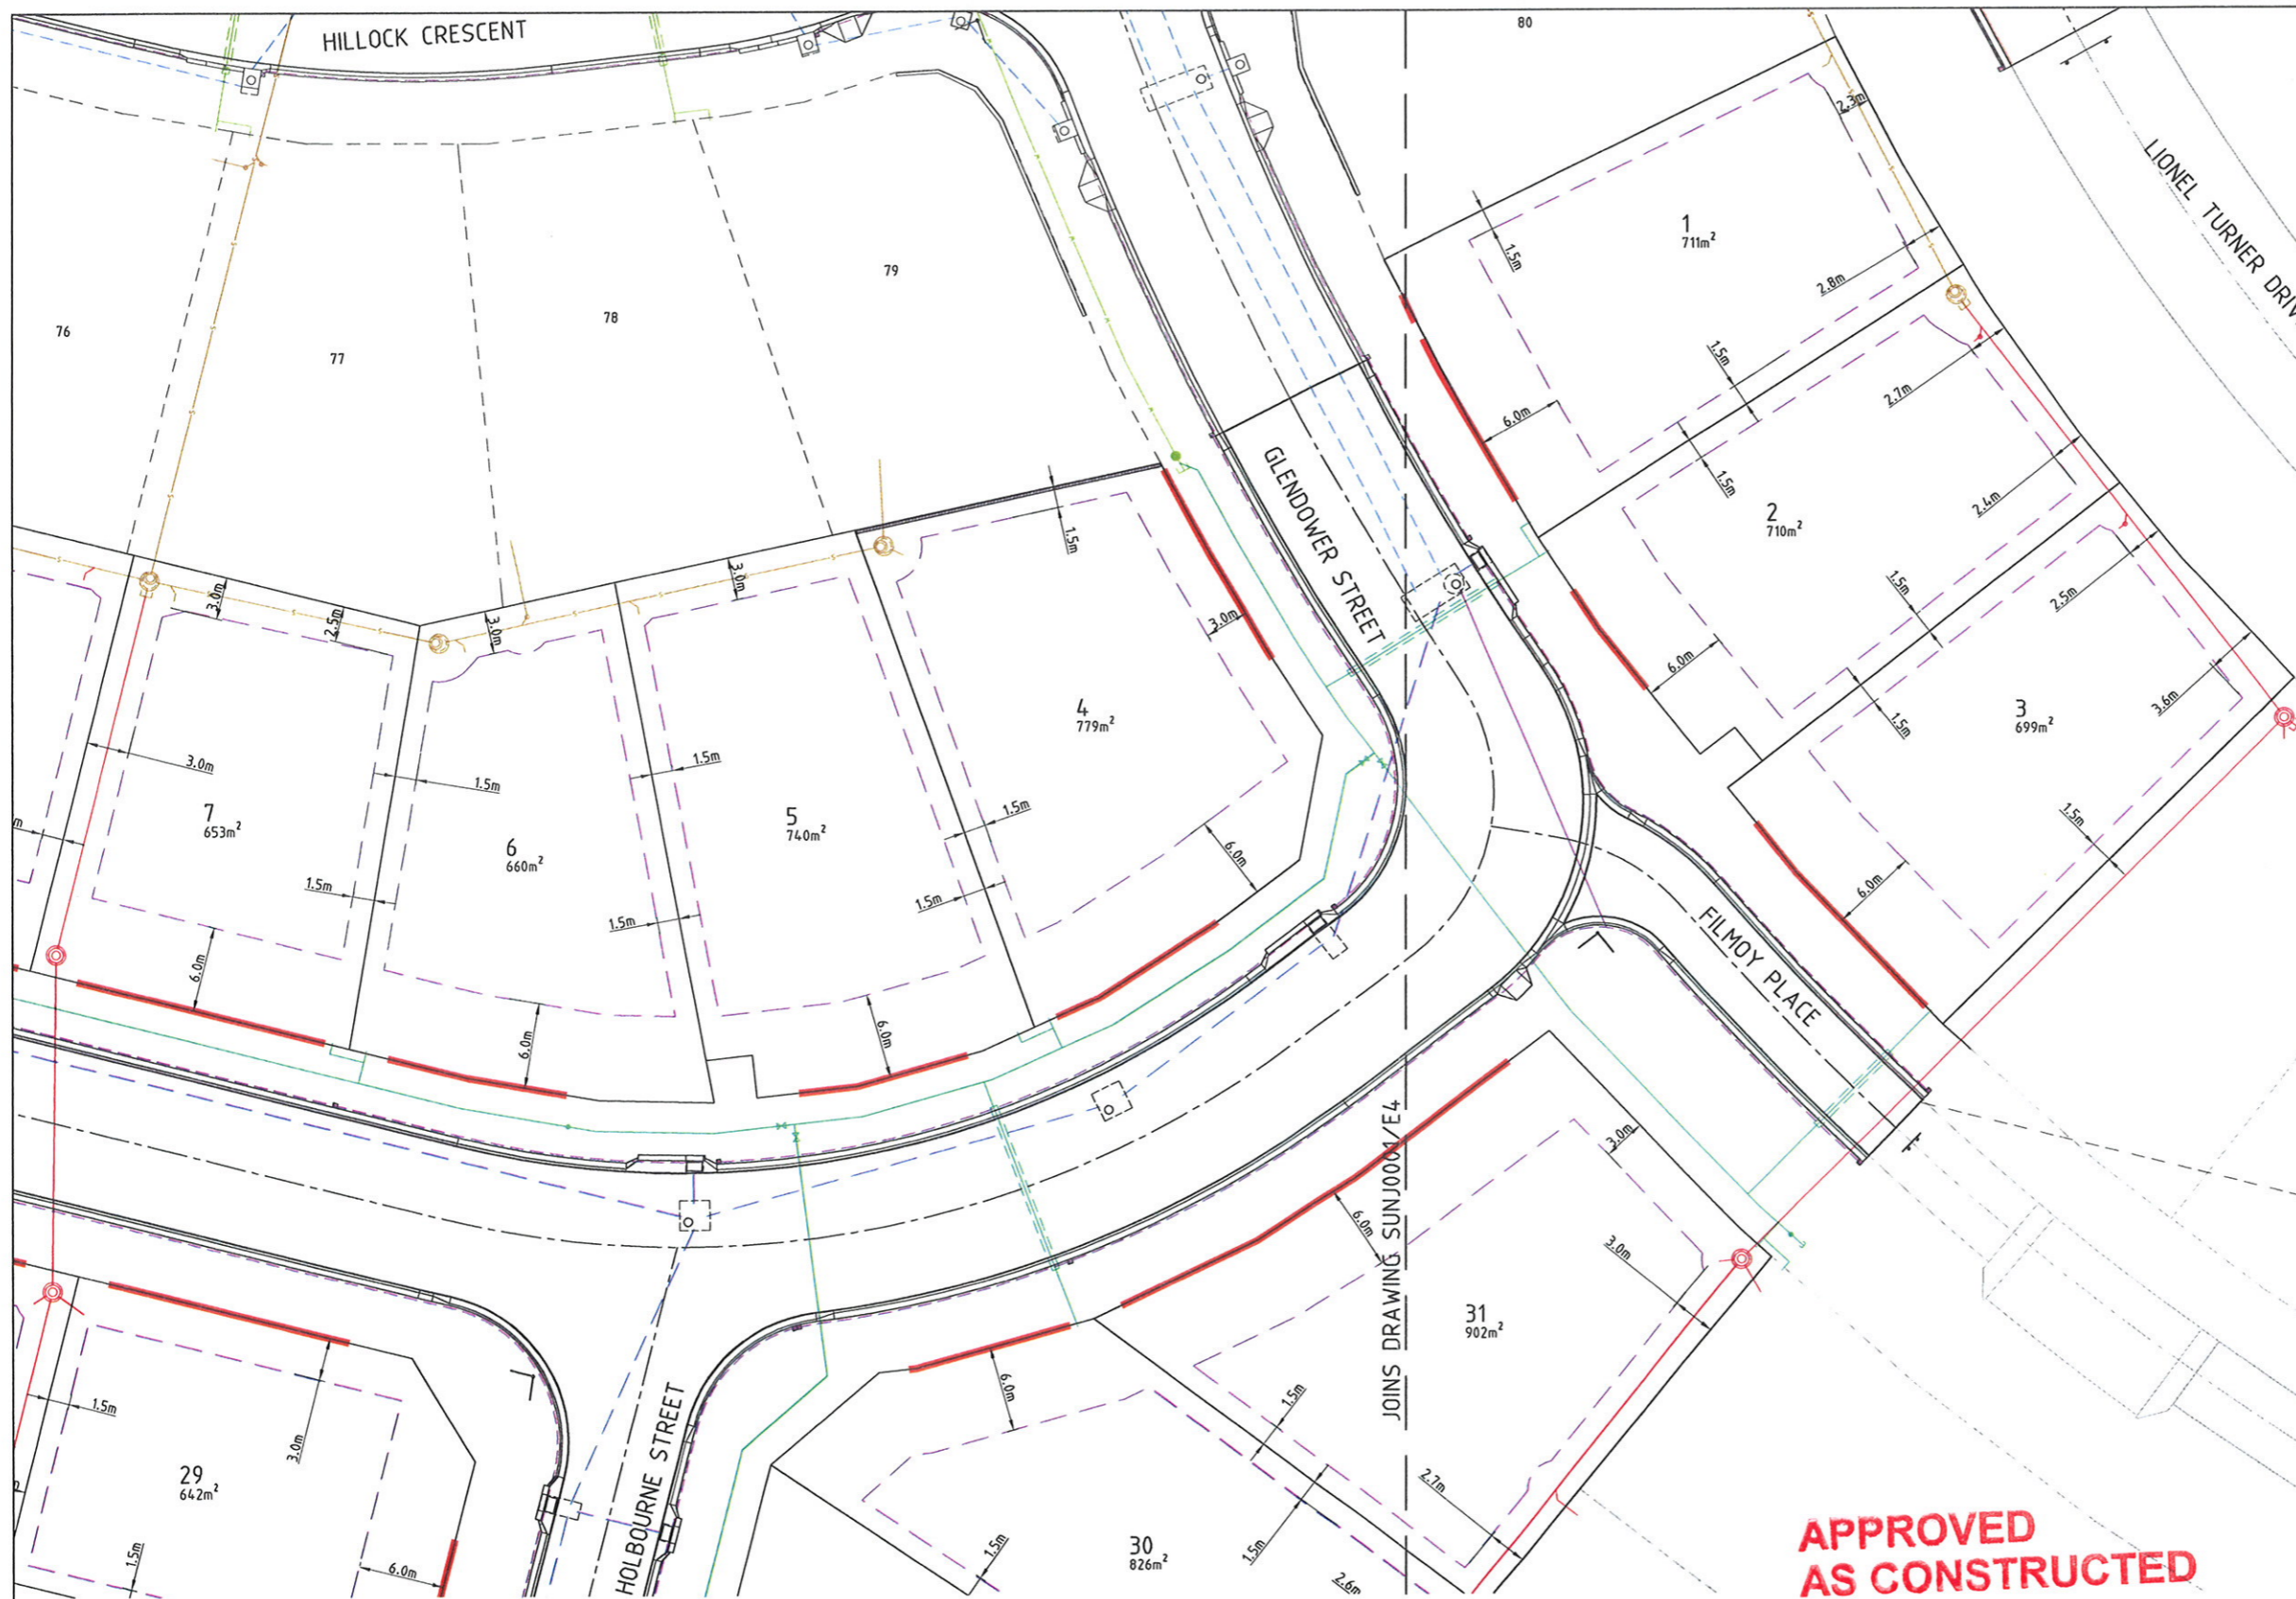 HILLOCK CRESCENT
80
2.3m
LIONEL TURNER
1
711m²
1.5m
2.8m
79
76
77
78
1.5m
2.7m
6.0m
1.5m
GLENDOWER STREET
2
710m²
2.4m
1.5m
3.0m
2.5m
3.0m
3.0m
3.0m
1.5m
2.5m
6.0m
4
779m²
3
699m²
3.6m
1.5m
3.0m
1.5m
1.5m
7
653m²
5
740m²
1.5m
1.5m
6
660m²
6.0m
6.0m
1.5m
1.5m
1.5m
FILMOY PLACE
6.0m
6.0m
6.0m
JOINS DRAWING SUNJ0001/E4
3.0m
6.0m
3.0m
31
902m²
3.0m
1.5m
6.0m
1.5m
HOLBOURNE STREET
29
642m²
2.7m
1.5m
6.0m
1.5m
1.5m
30
826m²
2.6m
APPROVED
AS CONSTRUCTED